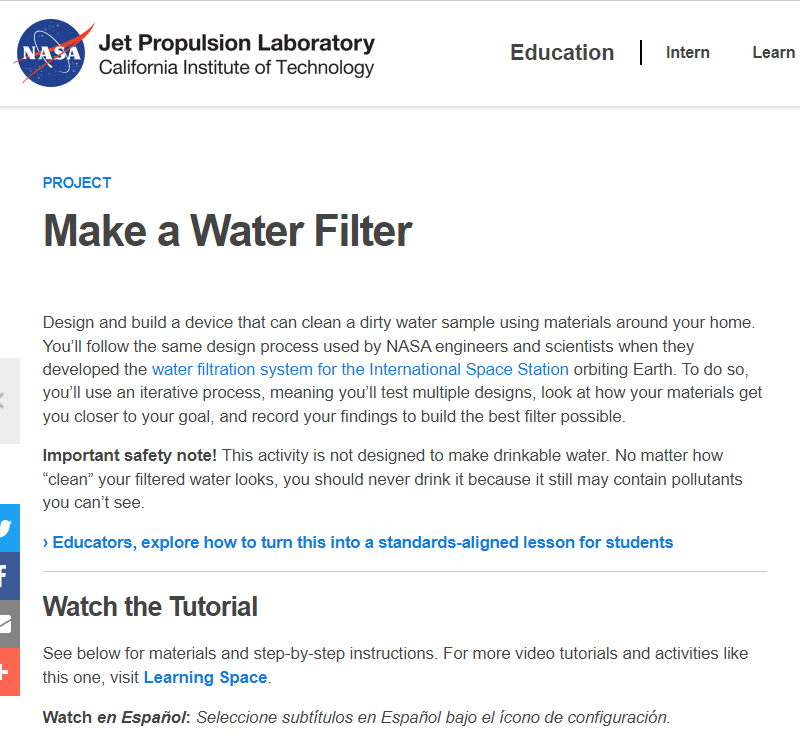 NASA
Jet Propulsion Laboratory
California Institute of Technology
Education
Intern
Learn
PROJECT
Make a Water Filter
Design and build a device that can clean a dirty water sample using materials around your home.
You’ll follow the same design process used by NASA engineers and scientists when they
developed the water filtration system for the International Space Station orbiting Earth. To do so,
you’ll use an iterative process, meaning you’ll test multiple designs, look at how your materials get
you closer to your goal, and record your findings to build the best filter possible.
Important safety note! This activity is not designed to make drinkable water. No matter how
“clean” your filtered water looks, you should never drink it because it still may contain pollutants
you can’t see.
› Educators, explore how to turn this into a standards-aligned lesson for students
Watch the Tutorial
See below for materials and step-by-step instructions. For more video tutorials and activities like
this one, visit Learning Space.
Watch en Español: Seleccione subtítulos en Español bajo el ícono de configuración.